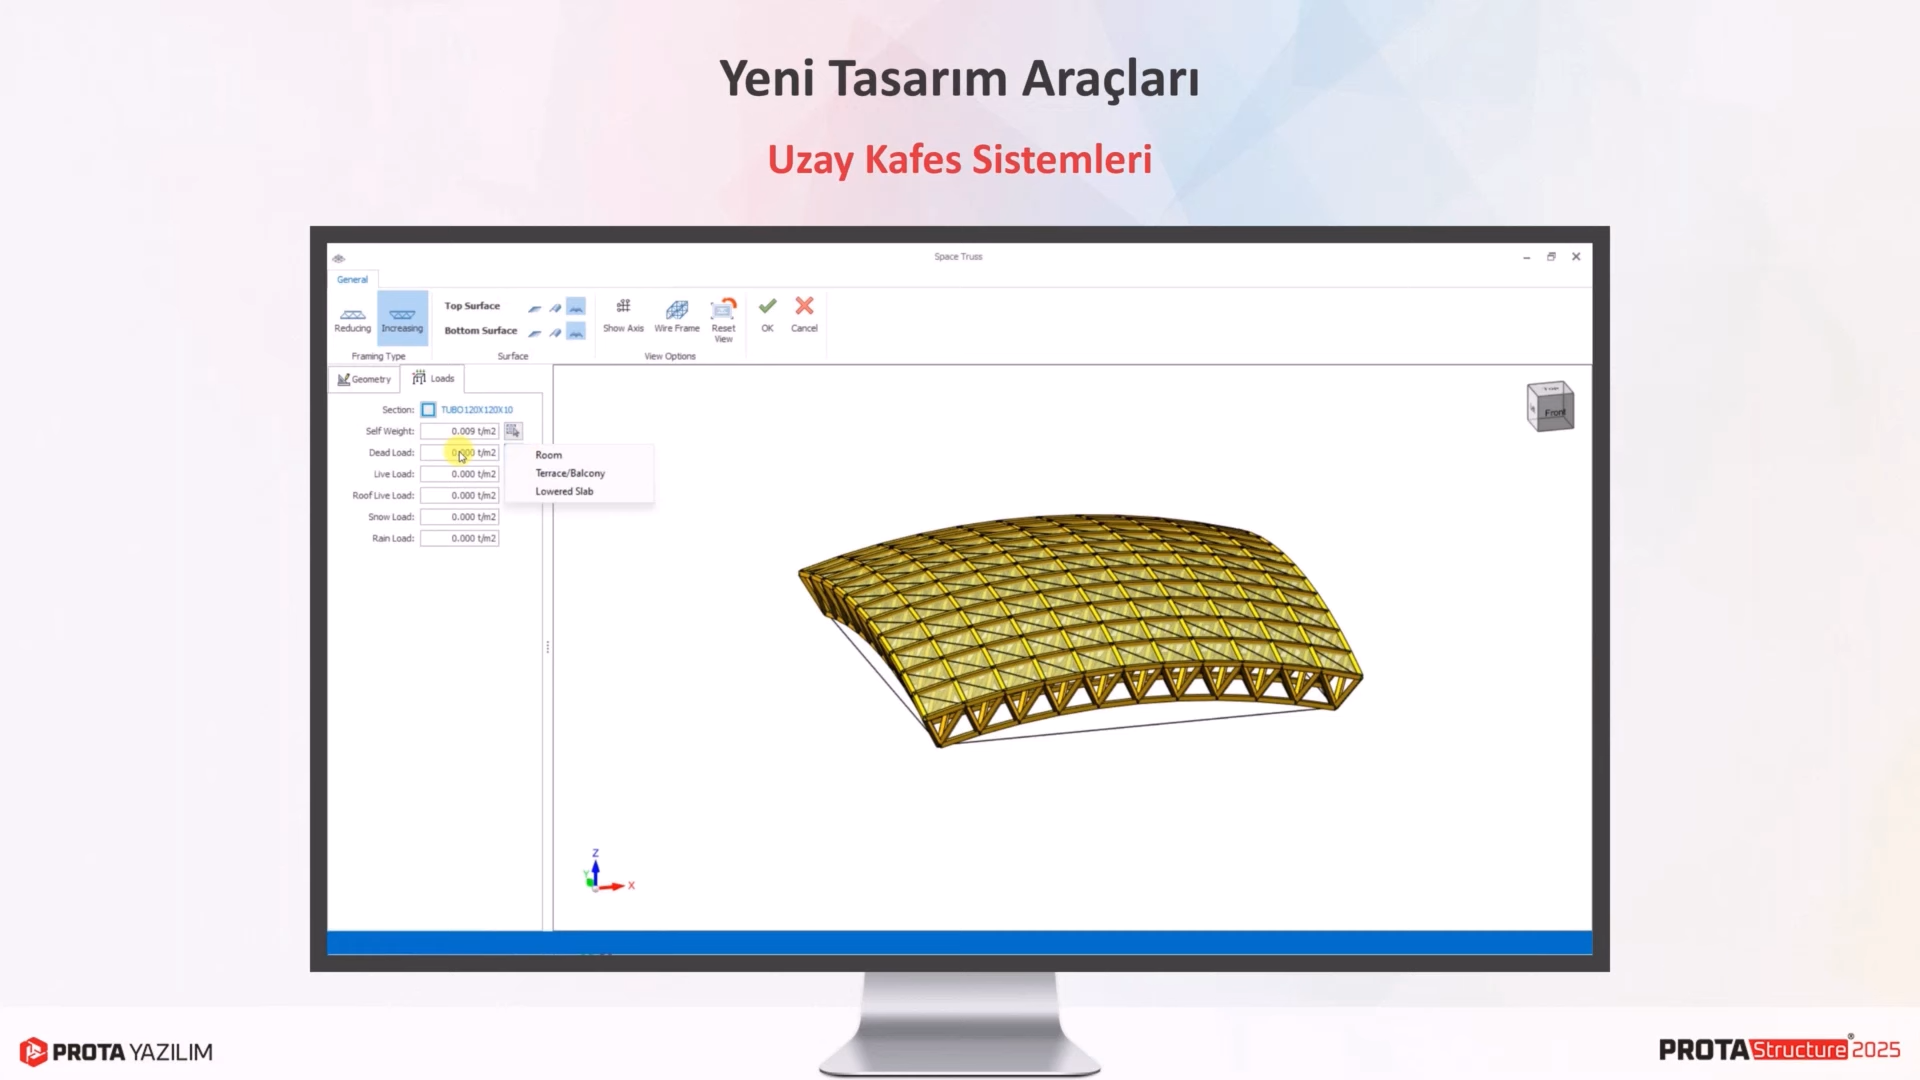 Yeni Tasarım Araçları
Uzay Kafes Sistemleri
Space Truss
General
Reducing
Increasing
Framing Type
Top Surface
Bottom Surface
Surface
Show Axis
Wire Frame
Reset View
View Options
OK
Cancel
Geometry
Loads
Section: TUBO120X120X10
Self Weight: 0.009 t/m2
Dead Load: 0.000 t/m2
Live Load: 0.000 t/m2
Roof Live Load: 0.000 t/m2
Snow Load: 0.000 t/m2
Rain Load: 0.000 t/m2
Room
Terrace/Balcony
Lowered Slab
Front
Z
Y
X
PROTA YAZILIM
PROTAStructure® 2025